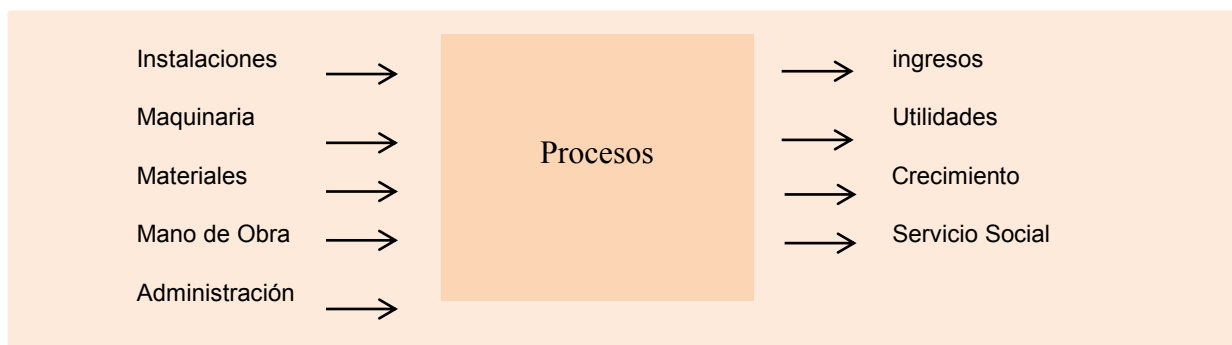 Instalaciones
Maquinaria
Materiales
Mano de Obra
Administración
Procesos
ingresos
Utilidades
Crecimiento
Servicio Social